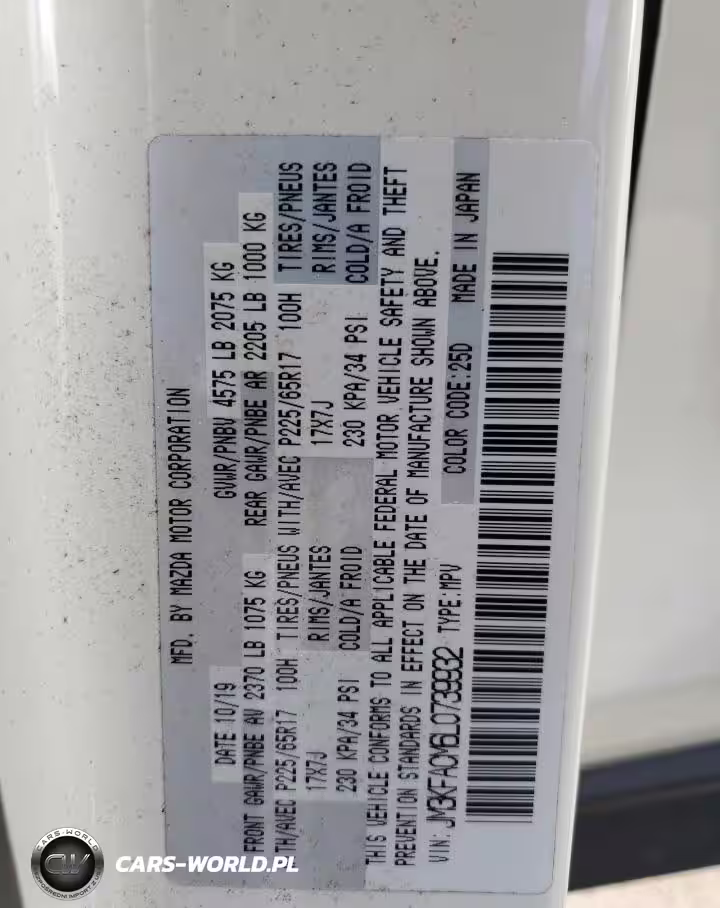 MFD. BY MAZDA MOTOR CORPORATION
DATE 10/19 GVWR/PNBV 4575 LB 2075 KG
FRONT GAWR/PNBE AV 2370 LB 1075 KG REAR GAWR/PNBE AR 2205 LB 1000 KG
TH/AVEC P225/65R17 100H TIRES/PNEUS WITH/AVEC P225/65R17 100H TIRES/PNEUS
17X7J RIMS/JANTES 17X7J RIMS/JANTES
230 KPA/34 PSI COLD/A FROID 230 KPA/34 PSI COLD/A FROID
THIS VEHICLE CONFORMS TO ALL APPLICABLE FEDERAL MOTOR VEHICLE SAFETY AND THEFT
PREVENTION STANDARDS IN EFFECT ON THE DATE OF MANUFACTURE SHOWN ABOVE.
VIN: JM3KFACM6L0739932 TYPE:MPV COLOR CODE:25D MADE IN JAPAN
CARS-WORLD
CW
CARS-WORLD.PL